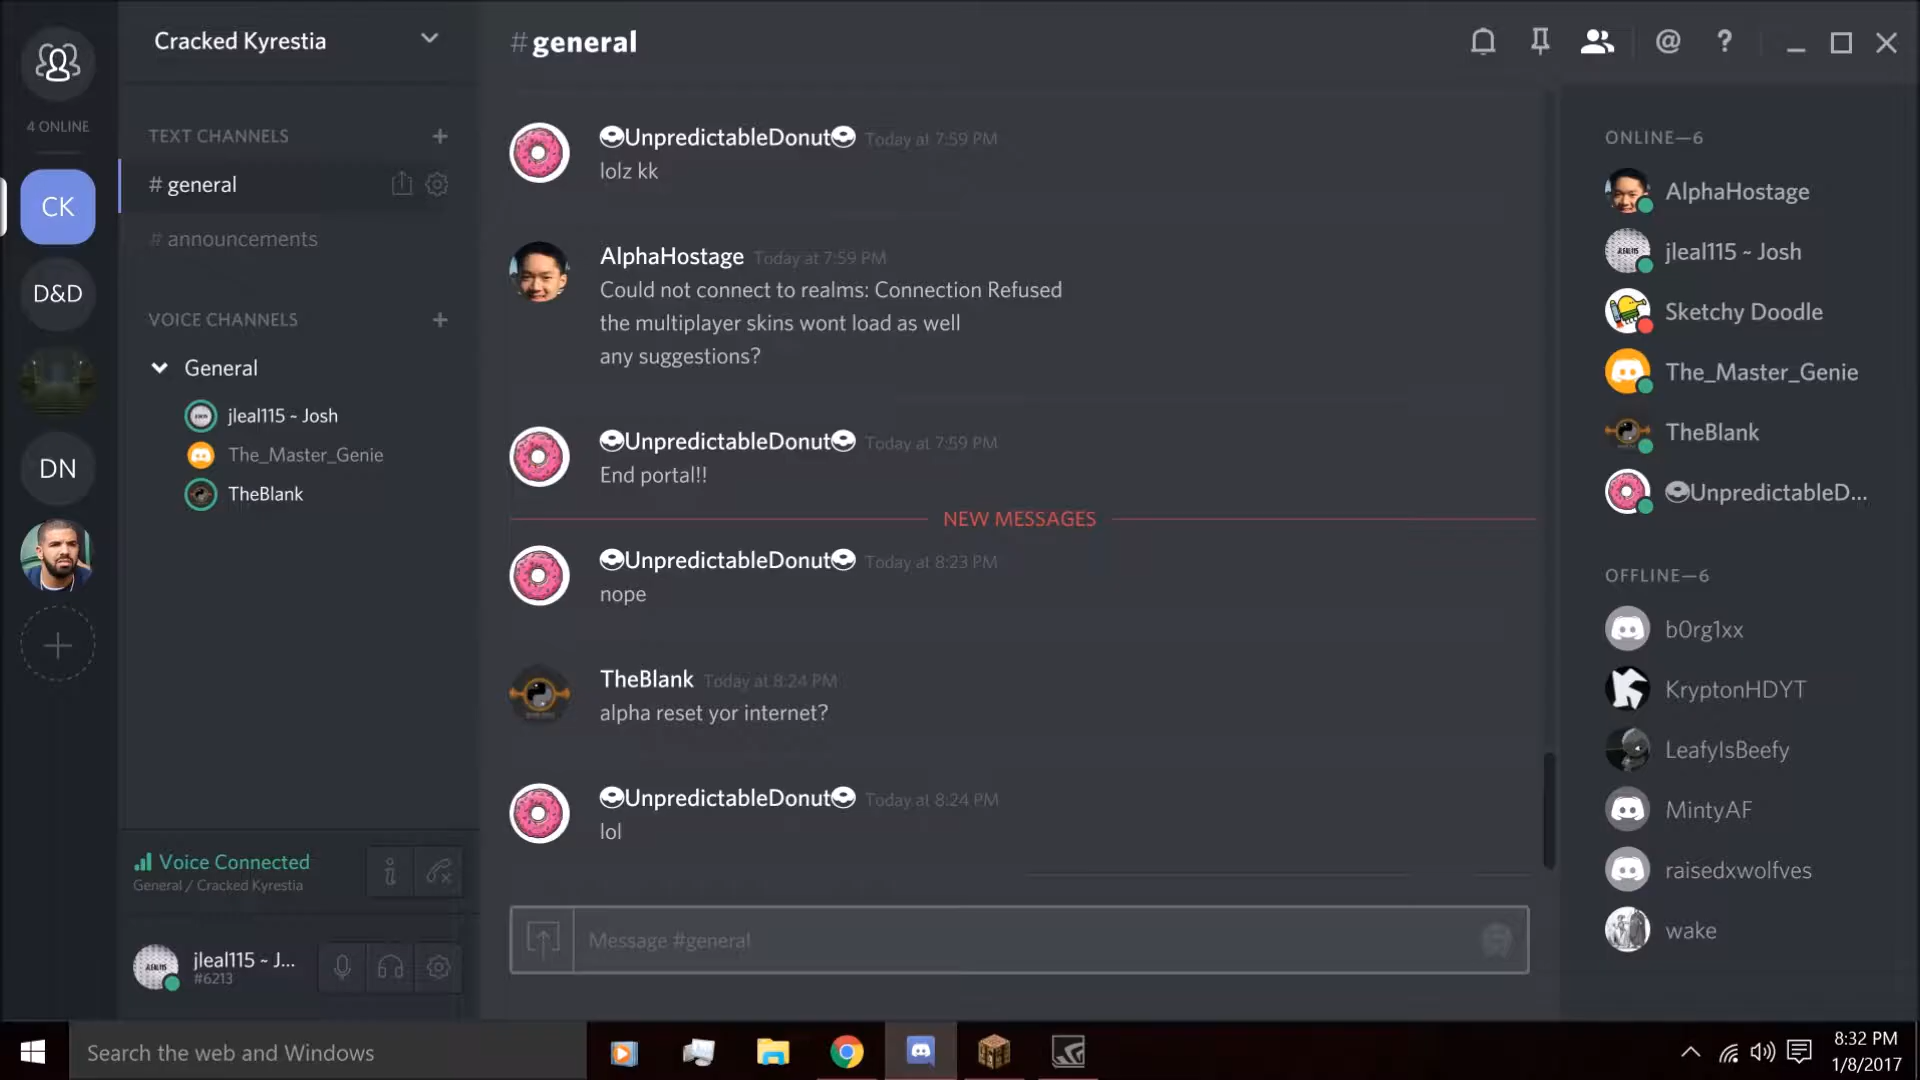 4 ONLINE
CK
D&D
DN
Cracked Kyrestia
TEXT CHANNELS
# general
# announcements
VOICE CHANNELS
General
jleal115 ~ Josh
The_Master_Genie
TheBlank
Voice Connected
General / Cracked Kyrestia
jleal115 ~ J...
#6213
# general
UnpredictableDonut Today at 7:59 PM
lolz kk
AlphaHostage Today at 7:59 PM
Could not connect to realms: Connection Refused
the multiplayer skins wont load as well
any suggestions?
UnpredictableDonut Today at 7:59 PM
End portal!!
NEW MESSAGES
UnpredictableDonut Today at 8:23 PM
nope
TheBlank Today at 8:24 PM
alpha reset yor internet?
UnpredictableDonut Today at 8:24 PM
lol
Message #general
ONLINE—6
AlphaHostage
jleal115 ~ Josh
Sketchy Doodle
The_Master_Genie
TheBlank
UnpredictableD...
OFFLINE—6
b0rg1xx
KryptonHDYT
LeafyIsBeefy
MintyAF
raisedxwolfves
wake
Search the web and Windows
8:32 PM
1/8/2017